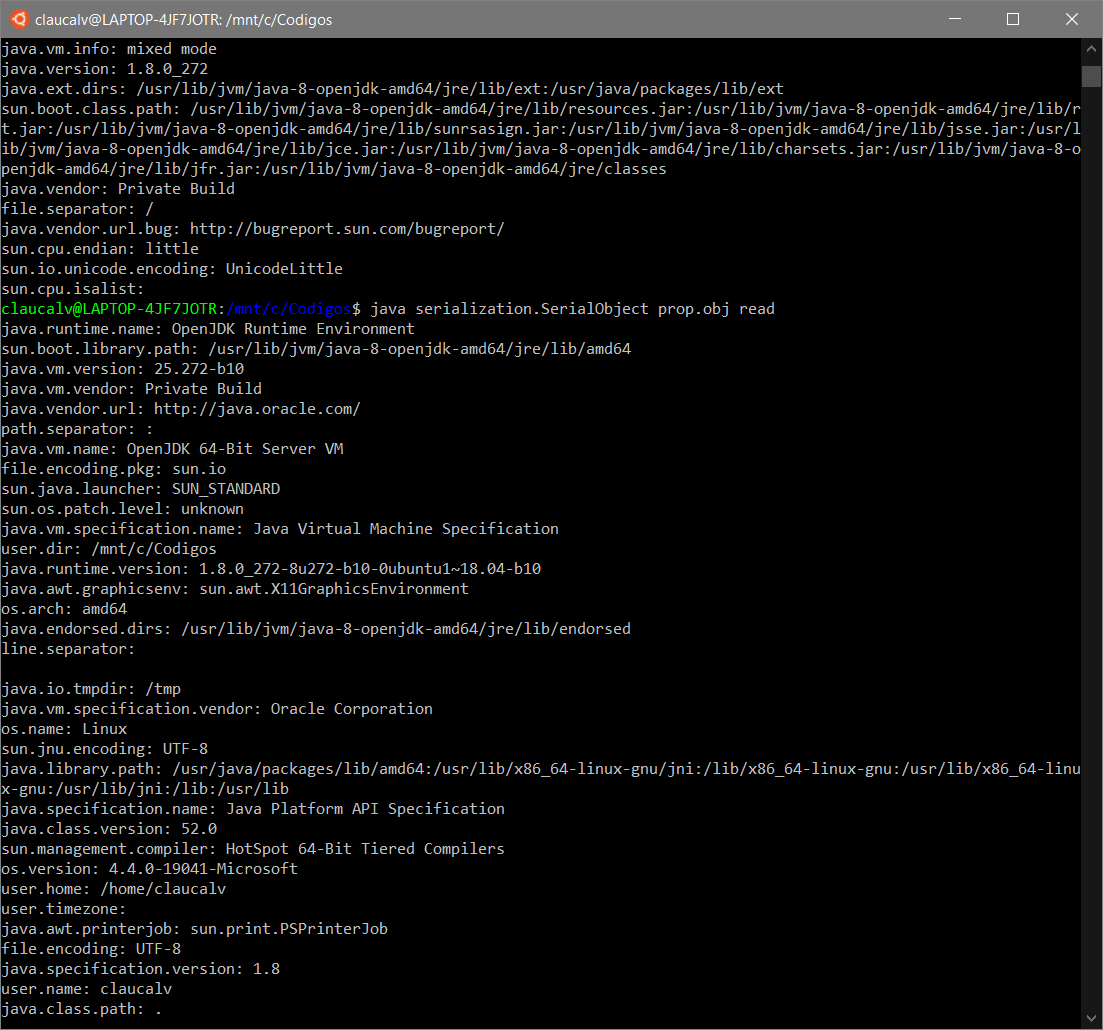 claucalv@LAPTOP-4JF7JOTR: /mnt/c/Codigos
java.vm.info: mixed mode
java.version: 1.8.0_272
java.ext.dirs: /usr/lib/jvm/java-8-openjdk-amd64/jre/lib/ext:/usr/java/packages/lib/ext
sun.boot.class.path: /usr/lib/jvm/java-8-openjdk-amd64/jre/lib/resources.jar:/usr/lib/jvm/java-8-openjdk-amd64/jre/lib/r
t.jar:/usr/lib/jvm/java-8-openjdk-amd64/jre/lib/sunrsasign.jar:/usr/lib/jvm/java-8-openjdk-amd64/jre/lib/jsse.jar:/usr/l
ib/jvm/java-8-openjdk-amd64/jre/lib/jce.jar:/usr/lib/jvm/java-8-openjdk-amd64/jre/lib/charsets.jar:/usr/lib/jvm/java-8-o
penjdk-amd64/jre/lib/jfr.jar:/usr/lib/jvm/java-8-openjdk-amd64/jre/classes
java.vendor: Private Build
file.separator: /
java.vendor.url.bug: http://bugreport.sun.com/bugreport/
sun.cpu.endian: little
sun.io.unicode.encoding: UnicodeLittle
sun.cpu.isalist:
claucalv@LAPTOP-4JF7JOTR:/mnt/c/Codigos$ java serialization.SerialObject prop.obj read
java.runtime.name: OpenJDK Runtime Environment
sun.boot.library.path: /usr/lib/jvm/java-8-openjdk-amd64/jre/lib/amd64
java.vm.version: 25.272-b10
java.vm.vendor: Private Build
java.vendor.url: http://java.oracle.com/
path.separator: :
java.vm.name: OpenJDK 64-Bit Server VM
file.encoding.pkg: sun.io
sun.java.launcher: SUN_STANDARD
sun.os.patch.level: unknown
java.vm.specification.name: Java Virtual Machine Specification
user.dir: /mnt/c/Codigos
java.runtime.version: 1.8.0_272-8u272-b10-0ubuntu1~18.04-b10
java.awt.graphicsenv: sun.awt.X11GraphicsEnvironment
os.arch: amd64
java.endorsed.dirs: /usr/lib/jvm/java-8-openjdk-amd64/jre/lib/endorsed
line.separator:
java.io.tmpdir: /tmp
java.vm.specification.vendor: Oracle Corporation
os.name: Linux
sun.jnu.encoding: UTF-8
java.library.path: /usr/java/packages/lib/amd64:/usr/lib/x86_64-linux-gnu/jni:/lib/x86_64-linux-gnu:/usr/lib/x86_64-linu
x-gnu:/usr/lib/jni:/lib:/usr/lib
java.specification.name: Java Platform API Specification
java.class.version: 52.0
sun.management.compiler: HotSpot 64-Bit Tiered Compilers
os.version: 4.4.0-19041-Microsoft
user.home: /home/claucalv
user.timezone:
java.awt.printerjob: sun.print.PSPrinterJob
file.encoding: UTF-8
java.specification.version: 1.8
user.name: claucalv
java.class.path: .